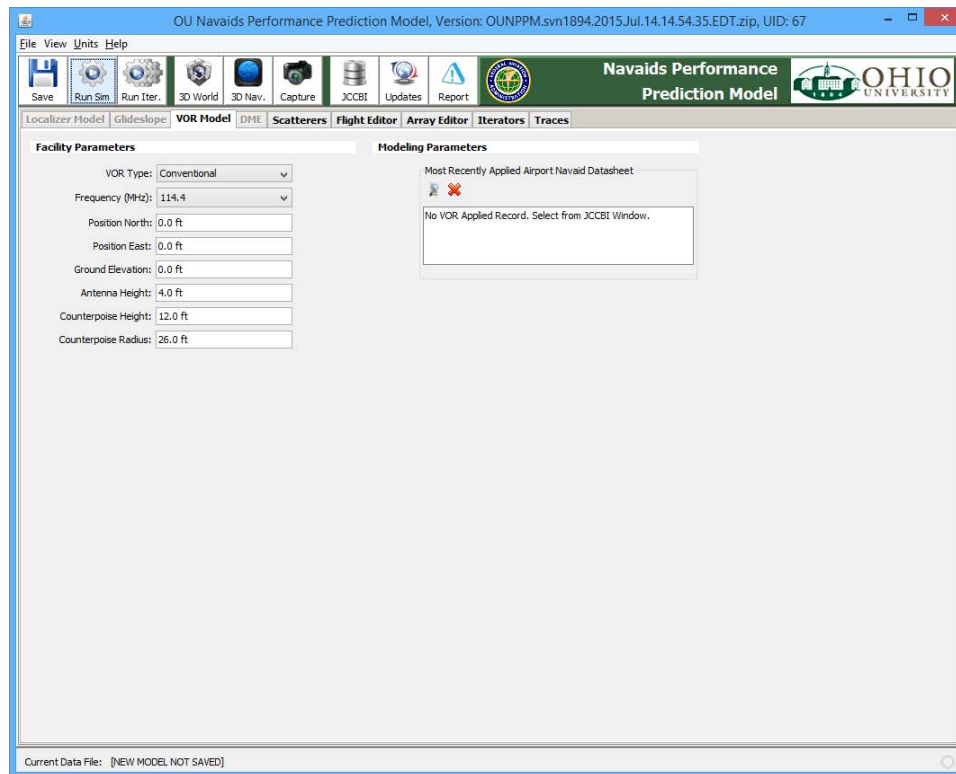 OU Navaids Performance Prediction Model, Version: OUNPPM.svn1894.2015.Jul.14.14.54.35.EDT.zip, UID: 67
File View Units Help
Save Run Sim Run Iter. 3D World 3D Nav. Capture JCCBI Updates Report
Navaids Performance
Prediction Model
OHIO
UNIVERSITY
Localizer Model Glideslope VOR Model DME Scatterers Flight Editor Array Editor Iterators Traces
Facility Parameters
VOR Type: Conventional
Frequency (MHz): 114.4
Position North: 0.0 ft
Position East: 0.0 ft
Ground Elevation: 0.0 ft
Antenna Height: 4.0 ft
Counterpoise Height: 12.0 ft
Counterpoise Radius: 26.0 ft
Modeling Parameters
Most Recently Applied Airport Navaid Datasheet
No VOR Applied Record. Select from JCCBI Window.
Current Data File: [NEW MODEL NOT SAVED]